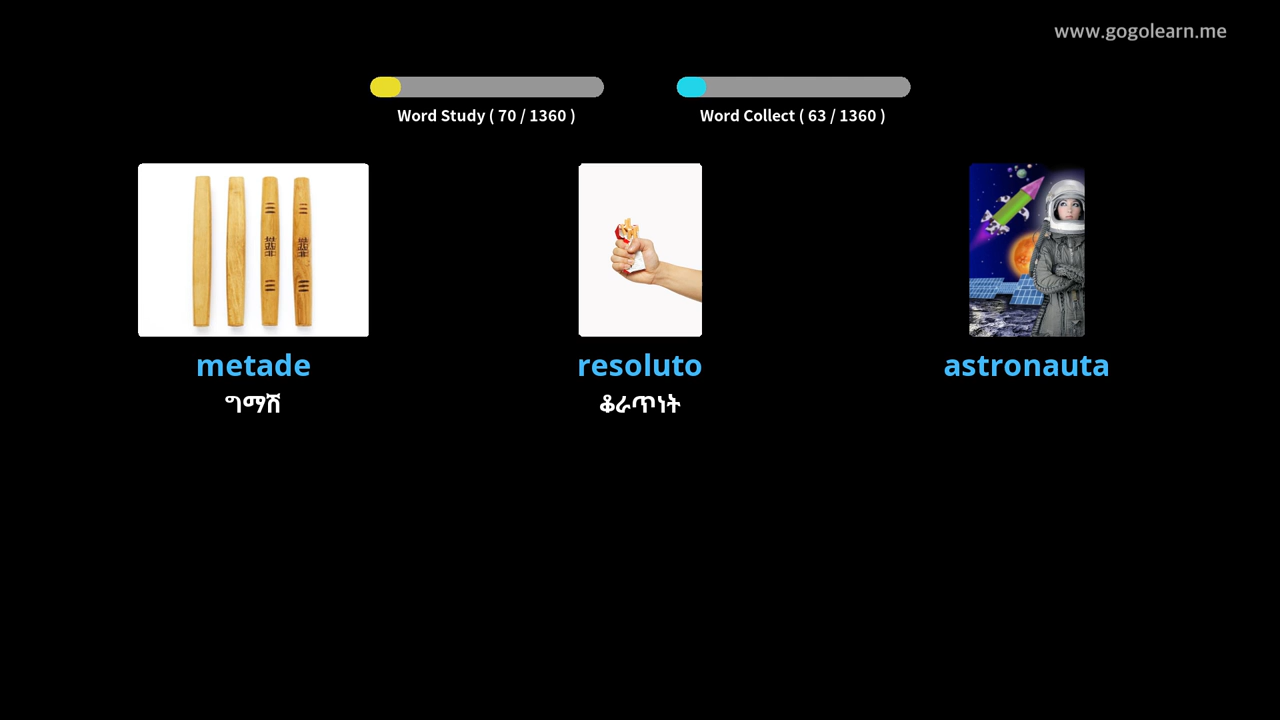 www.gogolearn.me
Word Study ( 70 / 1360 )
Word Collect ( 63 / 1360 )
metade
resoluto
astronauta
ግማሽ
ቆራጥነት